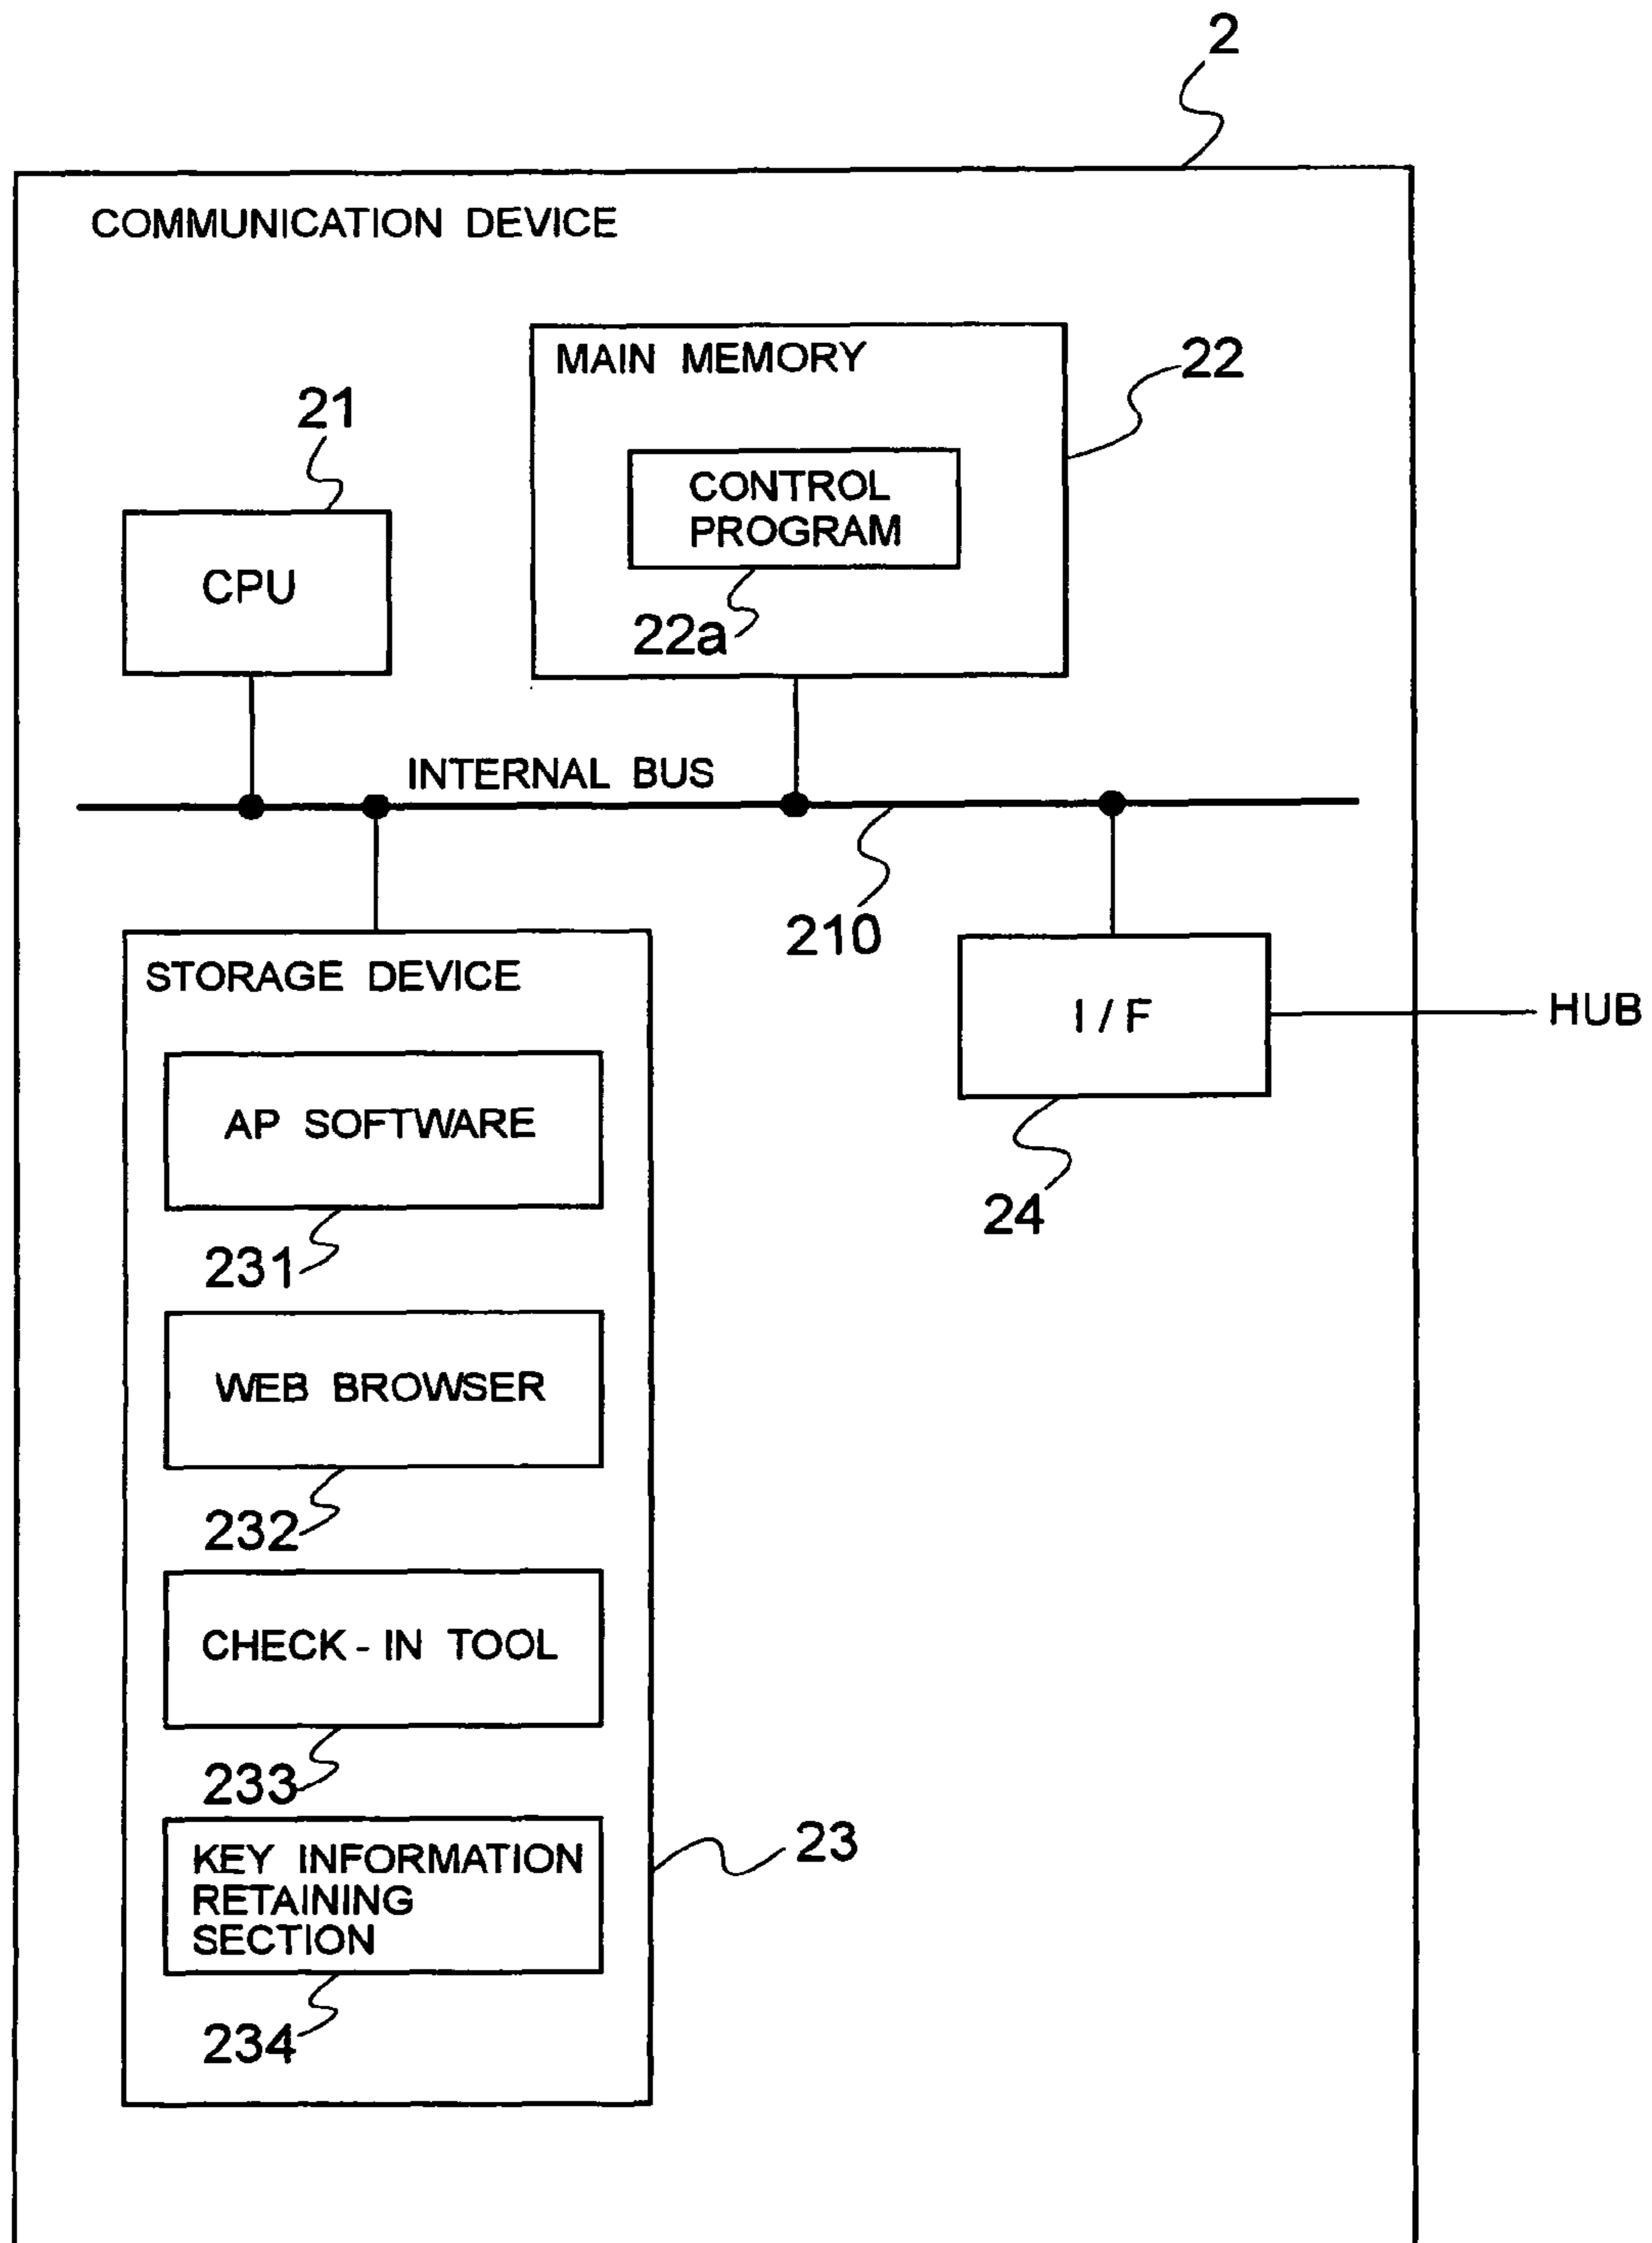 2
COMMUNICATION DEVICE
MAIN MEMORY
22
21
CONTROL
PROGRAM
CPU
22a
INTERNAL BUS
210
STORAGE DEVICE
I / F
HUB
AP SOFTWARE
24
231
WEB BROWSER
232
CHECK - IN TOOL
233
23
KEY INFORMATION
RETAINING
SECTION
234